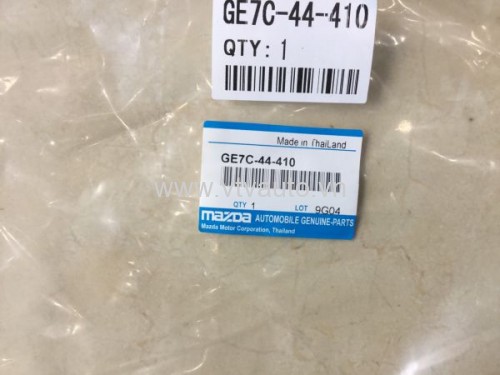 GE7C-44-410
QTY: 1
Made in ThaiLand
GE7C-44-410
www.vtvauto.vn
QTY 1 LOT 9G04
mazda AUTOMOBILE GENUINE-PARTS
Mazda Motor Corporation, Thailand